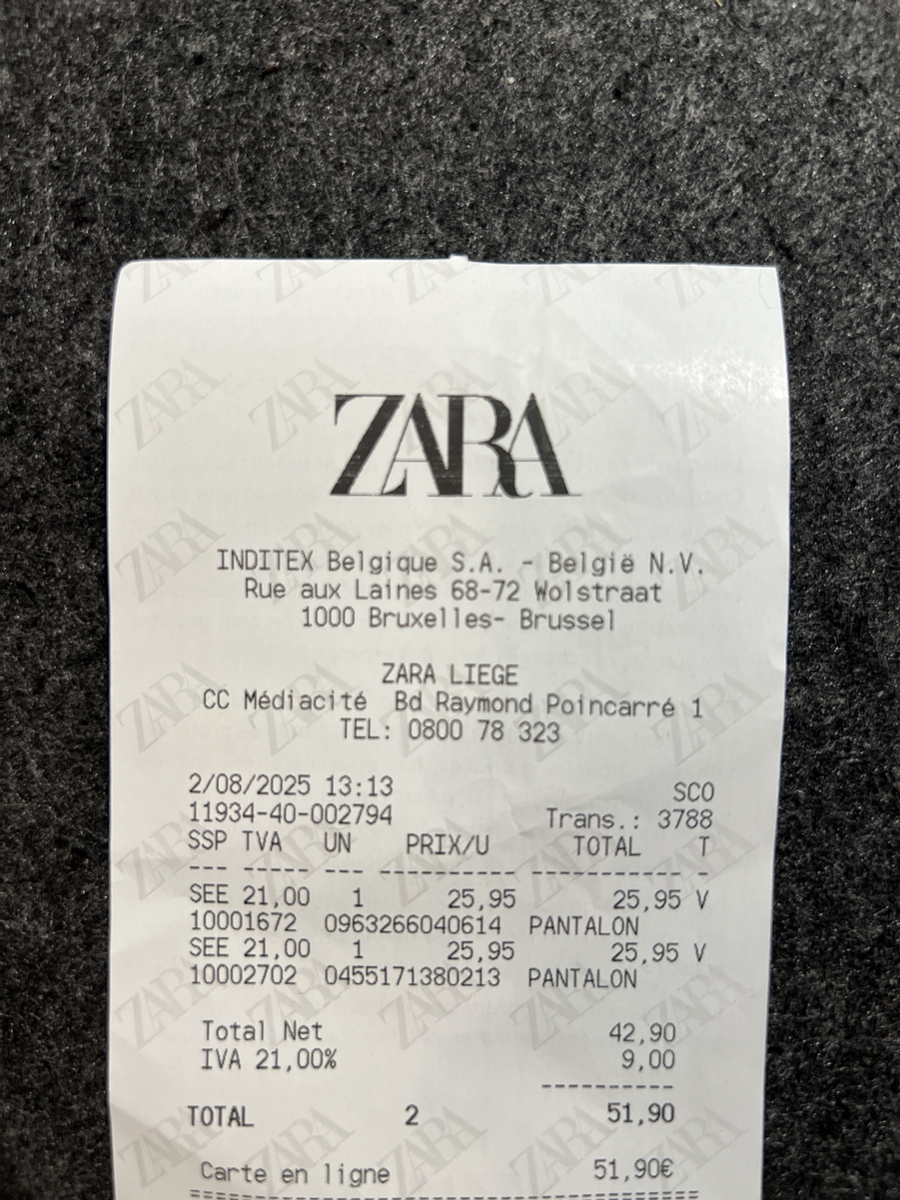 ZARA
INDITEX Belgique S.A. - België N.V.
Rue aux Laines 68-72 Wolstraat
1000 Bruxelles- Brussel
ZARA LIEGE
CC Médiacité Bd Raymond Poincarré 1
TEL: 0800 78 323
2/08/2025 13:13 SCO
11934-40-002794 Trans.: 3788
SSP TVA UN PRIX/U TOTAL T
--- ----- --- ---------- ----------- -
SEE 21,00 1 25,95 25,95 V
10001672 0963266040614 PANTALON
SEE 21,00 1 25,95 25,95 V
10002702 0455171380213 PANTALON
Total Net 42,90
IVA 21,00% 9,00
----------
TOTAL 2 51,90
Carte en ligne 51,90€
======================================